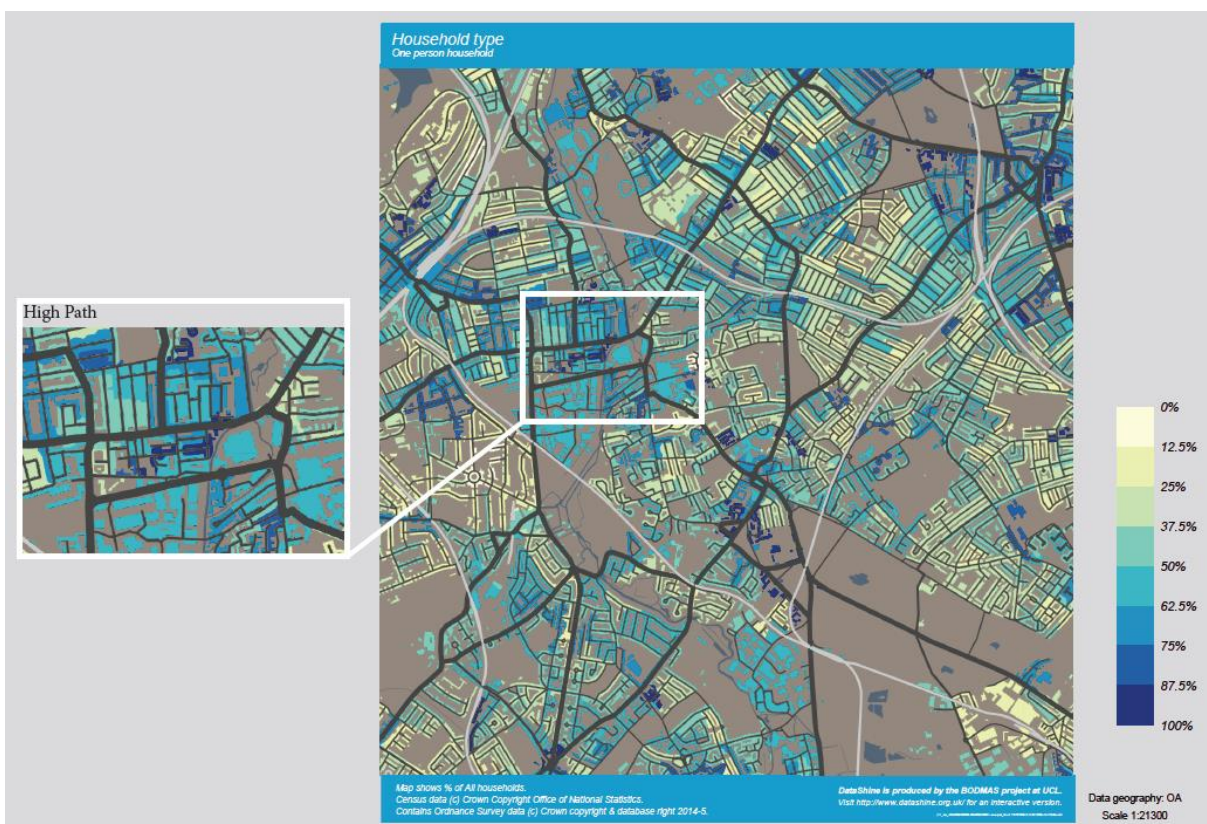 Household type
One person household
High Path
0%
12.5%
25%
37.5%
50%
62.5%
75%
87.5%
100%
Map shows % of All households.
Census data (c) Crown Copyright Office of National Statistics.
Contains Ordnance Survey data (c) Crown copyright & database right 2014-5.
DataShine is produced by the BODMAS project at UCL.
Visit http://www.datashine.org.uk/ for an interactive version.
Data geography: OA
Scale 1:21300